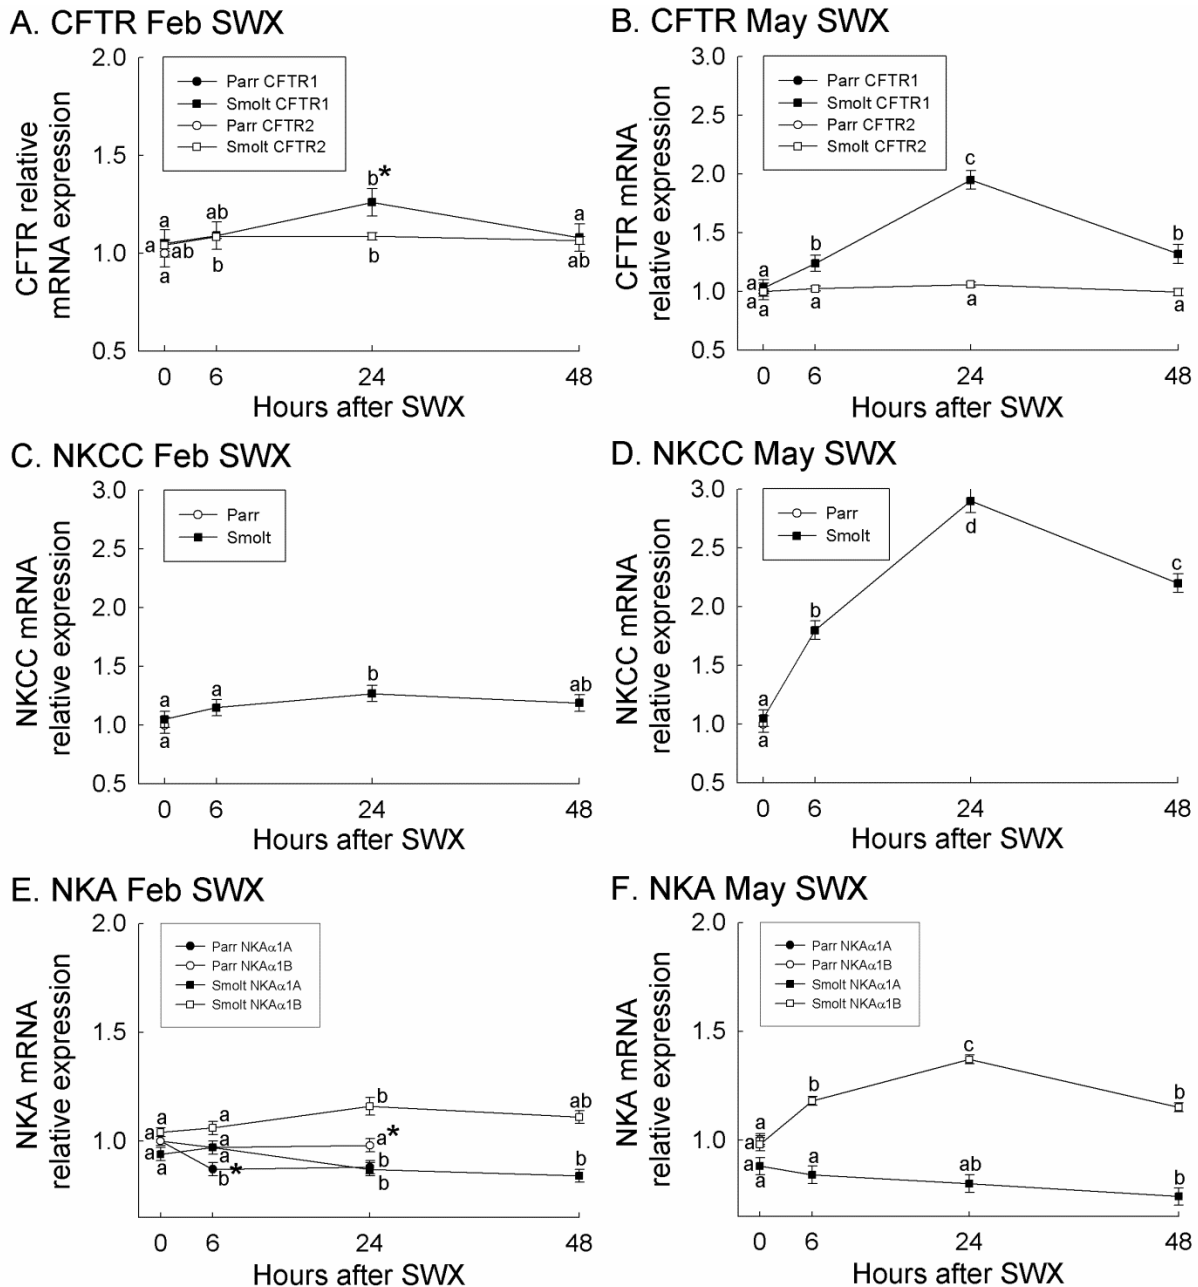 A. CFTR Feb SWX
CFTR relative
mRNA expression
2.0
1.5
1.0
0.5
Parr CFTR1
Smolt CFTR1
Parr CFTR2
Smolt CFTR2
a
a
ab
a
ab
b
b*
b
a
ab
0
6
24
48
Hours after SWX
B. CFTR May SWX
CFTR mRNA
relative expression
3.0
2.5
2.0
1.5
1.0
0.5
Parr CFTR1
Smolt CFTR1
Parr CFTR2
Smolt CFTR2
a
a
a
a
b
a
c
a
b
a
0
6
24
48
Hours after SWX
C. NKCC Feb SWX
NKCC mRNA
relative expression
3.0
2.5
2.0
1.5
1.0
0.5
Parr
Smolt
a
a
a
b
ab
0
6
24
48
Hours after SWX
D. NKCC May SWX
NKCC mRNA
relative expression
3.0
2.5
2.0
1.5
1.0
0.5
Parr
Smolt
a
a
b
d
c
0
6
24
48
Hours after SWX
E. NKA Feb SWX
NKA mRNA
relative expression
2.0
1.5
1.0
Parr NKAα1A
Parr NKAα1B
Smolt NKAα1A
Smolt NKAα1B
a
a
a
a
a
a
a
b*
b
a*
b
b
ab
b
0
6
24
48
Hours after SWX
F. NKA May SWX
NKA mRNA
relative expression
2.0
1.5
1.0
Parr NKAα1A
Parr NKAα1B
Smolt NKAα1A
Smolt NKAα1B
a
a
a
a
b
a
c
ab
b
b
0
6
24
48
Hours after SWX